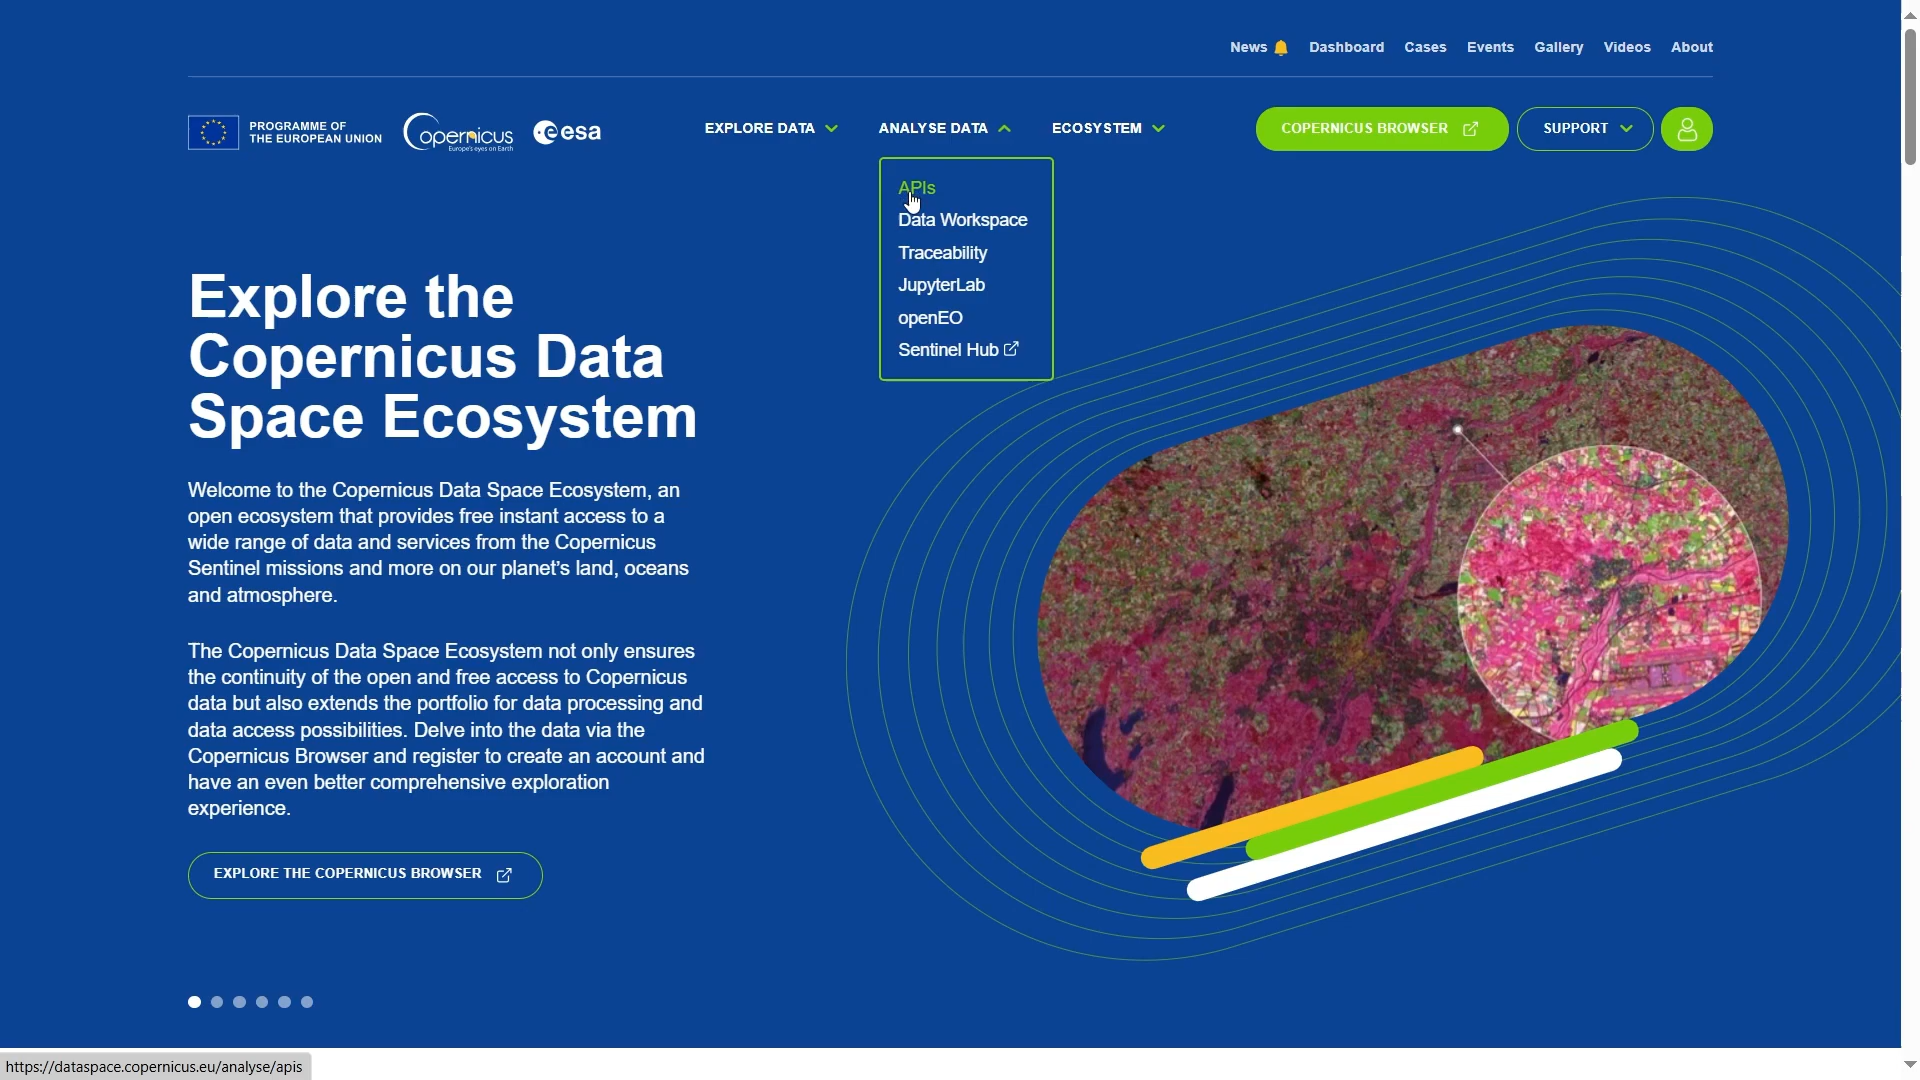 News
Dashboard
Cases
Events
Gallery
Videos
About
PROGRAMME OF
THE EUROPEAN UNION
Copernicus
Europe's eyes on Earth
esa
EXPLORE DATA
ANALYSE DATA
ECOSYSTEM
COPERNICUS BROWSER
SUPPORT
APIs
Data Workspace
Traceability
JupyterLab
openEO
Sentinel Hub
Explore the
Copernicus Data
Space Ecosystem
Welcome to the Copernicus Data Space Ecosystem, an
open ecosystem that provides free instant access to a
wide range of data and services from the Copernicus
Sentinel missions and more on our planet’s land, oceans
and atmosphere.
The Copernicus Data Space Ecosystem not only ensures
the continuity of the open and free access to Copernicus
data but also extends the portfolio for data processing and
data access possibilities. Delve into the data via the
Copernicus Browser and register to create an account and
have an even better comprehensive exploration
experience.
EXPLORE THE COPERNICUS BROWSER
https://dataspace.copernicus.eu/analyse/apis